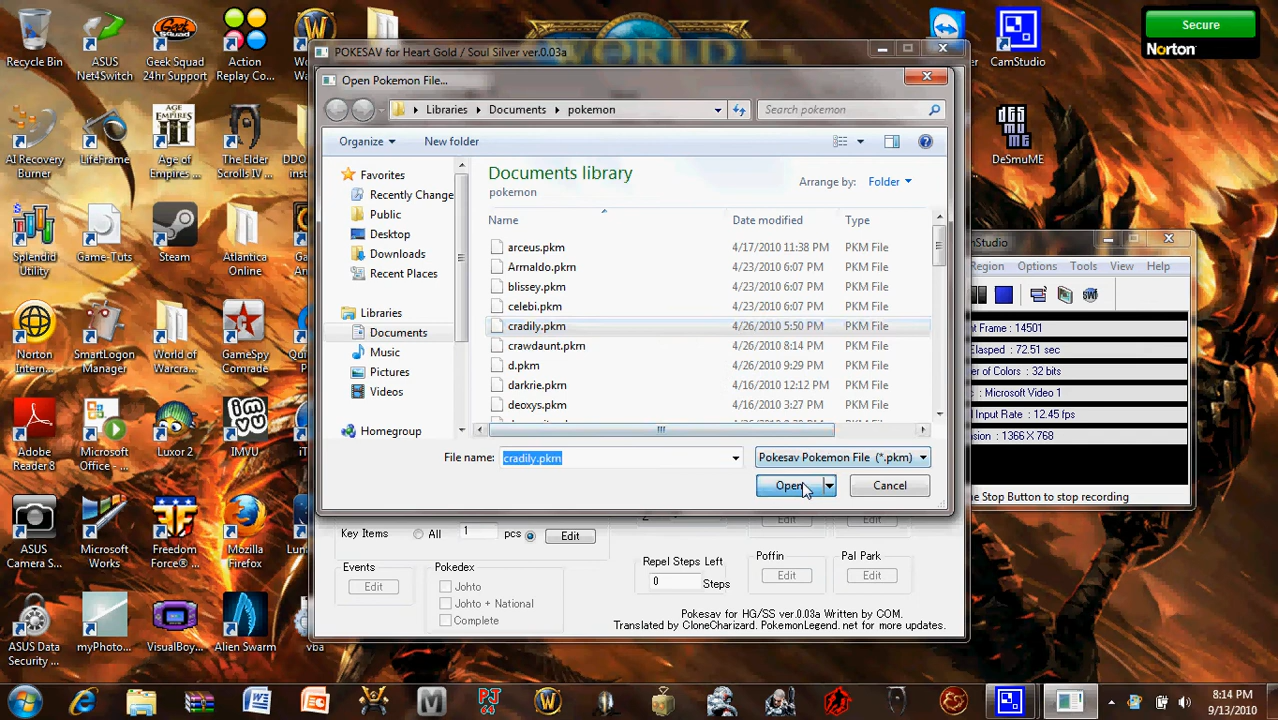 Recycle Bin
ASUS
Net4Switch
Geek Squad
24hr Support
Action
Replay Co...
AI Recovery
Burner
LifeFrame
Age of
Empires ...
The Elder
Scrolls IV ...
DDO
Splendid
Utility
Game-Tuts
Steam
Atlantica
Online
Norton
Intern...
SmartLogon
Manager
World of
Warcra...
GameSpy
Comrade
Adobe
Reader 8
Microsoft
Office - ...
Luxor 2
IMVU
ASUS
Camera S...
Microsoft
Works
Freedom
Force® ...
Mozilla
Firefox
ASUS Data
Security ...
myPhoto...
VisualBoy...
Alien Swarm
vba
CamStudio
DeSmuME
Secure
Norton
POKESAV for Heart Gold / Soul Silver ver.0.03a
Open Pokemon File...
Libraries
Documents
pokemon
Search pokemon
Organize
New folder
Favorites
Recently Change
Public
Desktop
Downloads
Recent Places
Libraries
Documents
Music
Pictures
Videos
Homegroup
Documents library
pokemon
Arrange by: Folder
Name Date modified Type
arceus.pkm 4/17/2010 11:38 PM PKM File
Armaldo.pkm 4/23/2010 6:07 PM PKM File
blissey.pkm 4/23/2010 6:07 PM PKM File
celebi.pkm 4/23/2010 6:07 PM PKM File
cradily.pkm 4/26/2010 5:50 PM PKM File
crawdaunt.pkm 4/26/2010 8:14 PM PKM File
d.pkm 4/26/2010 9:29 PM PKM File
darkrie.pkm 4/16/2010 12:12 PM PKM File
deoxys.pkm 4/16/2010 3:27 PM PKM File
File name: cradily.pkm
Pokesav Pokemon File (*.pkm)
Open
Cancel
Key Items All 1 pcs Edit
Edit Edit
Events
Edit
Pokedex
Johto
Johto + National
Complete
Repel Steps Left
0 Steps
Poffin
Edit
Pal Park
Edit
Pokesav for HG/SS ver.0.03a Written by COM.
Translated by CloneCharizard. PokemonLegend. net for more updates.
Region Options Tools View Help
Frame : 14501
Elasped : 72.51 sec
er of Colors : 32 bits
: Microsoft Video 1
Input Rate : 12.45 fps
sion : 1366 X 768
he Stop Button to stop recording
8:14 PM
9/13/2010